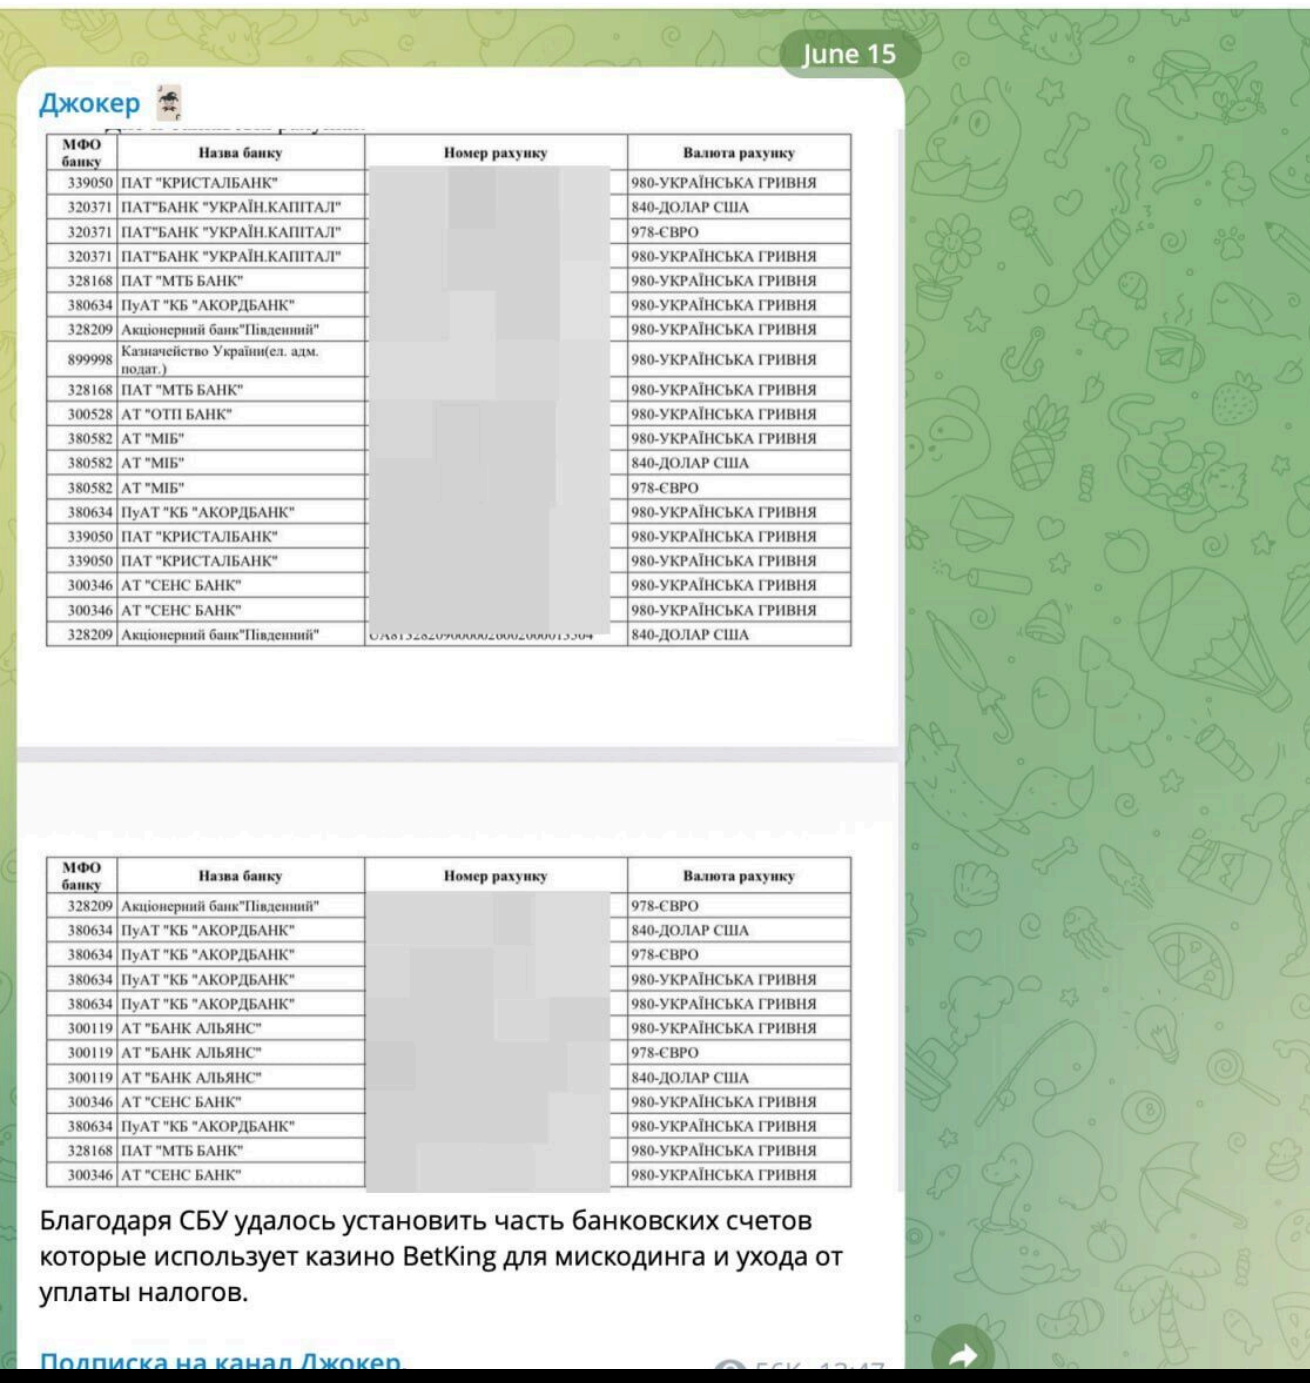 June 15
Джокер
МФО банку Назва банку Номер рахунку Валюта рахунку
339050 ПАТ "КРИСТАЛБАНК" 980-УКРАЇНСЬКА ГРИВНЯ
320371 ПАТ"БАНК "УКРАЇН.КАПІТАЛ" 840-ДОЛАР США
320371 ПАТ"БАНК "УКРАЇН.КАПІТАЛ" 978-ЄВРО
320371 ПАТ"БАНК "УКРАЇН.КАПІТАЛ" 980-УКРАЇНСЬКА ГРИВНЯ
328168 ПАТ "МТБ БАНК" 980-УКРАЇНСЬКА ГРИВНЯ
380634 ПуАТ "КБ "АКОРДБАНК" 980-УКРАЇНСЬКА ГРИВНЯ
328209 Акціонерний банк"Південний" 980-УКРАЇНСЬКА ГРИВНЯ
899998 Казначейство України(ел. адм. подат.) 980-УКРАЇНСЬКА ГРИВНЯ
328168 ПАТ "МТБ БАНК" 980-УКРАЇНСЬКА ГРИВНЯ
300528 АТ "ОТП БАНК" 980-УКРАЇНСЬКА ГРИВНЯ
380582 АТ "МІБ" 980-УКРАЇНСЬКА ГРИВНЯ
380582 АТ "МІБ" 840-ДОЛАР США
380582 АТ "МІБ" 978-ЄВРО
380634 ПуАТ "КБ "АКОРДБАНК" 980-УКРАЇНСЬКА ГРИВНЯ
339050 ПАТ "КРИСТАЛБАНК" 980-УКРАЇНСЬКА ГРИВНЯ
339050 ПАТ "КРИСТАЛБАНК" 980-УКРАЇНСЬКА ГРИВНЯ
300346 АТ "СЕНС БАНК" 980-УКРАЇНСЬКА ГРИВНЯ
300346 АТ "СЕНС БАНК" 980-УКРАЇНСЬКА ГРИВНЯ
328209 Акціонерний банк"Південний" 840-ДОЛАР США
МФО банку Назва банку Номер рахунку Валюта рахунку
328209 Акціонерний банк"Південний" 978-ЄВРО
380634 ПуАТ "КБ "АКОРДБАНК" 840-ДОЛАР США
380634 ПуАТ "КБ "АКОРДБАНК" 978-ЄВРО
380634 ПуАТ "КБ "АКОРДБАНК" 980-УКРАЇНСЬКА ГРИВНЯ
380634 ПуАТ "КБ "АКОРДБАНК" 980-УКРАЇНСЬКА ГРИВНЯ
300119 АТ "БАНК АЛЬЯНС" 980-УКРАЇНСЬКА ГРИВНЯ
300119 АТ "БАНК АЛЬЯНС" 978-ЄВРО
300119 АТ "БАНК АЛЬЯНС" 840-ДОЛАР США
300346 АТ "СЕНС БАНК" 980-УКРАЇНСЬКА ГРИВНЯ
380634 ПуАТ "КБ "АКОРДБАНК" 980-УКРАЇНСЬКА ГРИВНЯ
328168 ПАТ "МТБ БАНК" 980-УКРАЇНСЬКА ГРИВНЯ
300346 АТ "СЕНС БАНК" 980-УКРАЇНСЬКА ГРИВНЯ
Благодаря СБУ удалось установить часть банковских счетов
которые использует казино BetKing для мискодинга и ухода от
уплаты налогов.
Подписка на канал Джокер